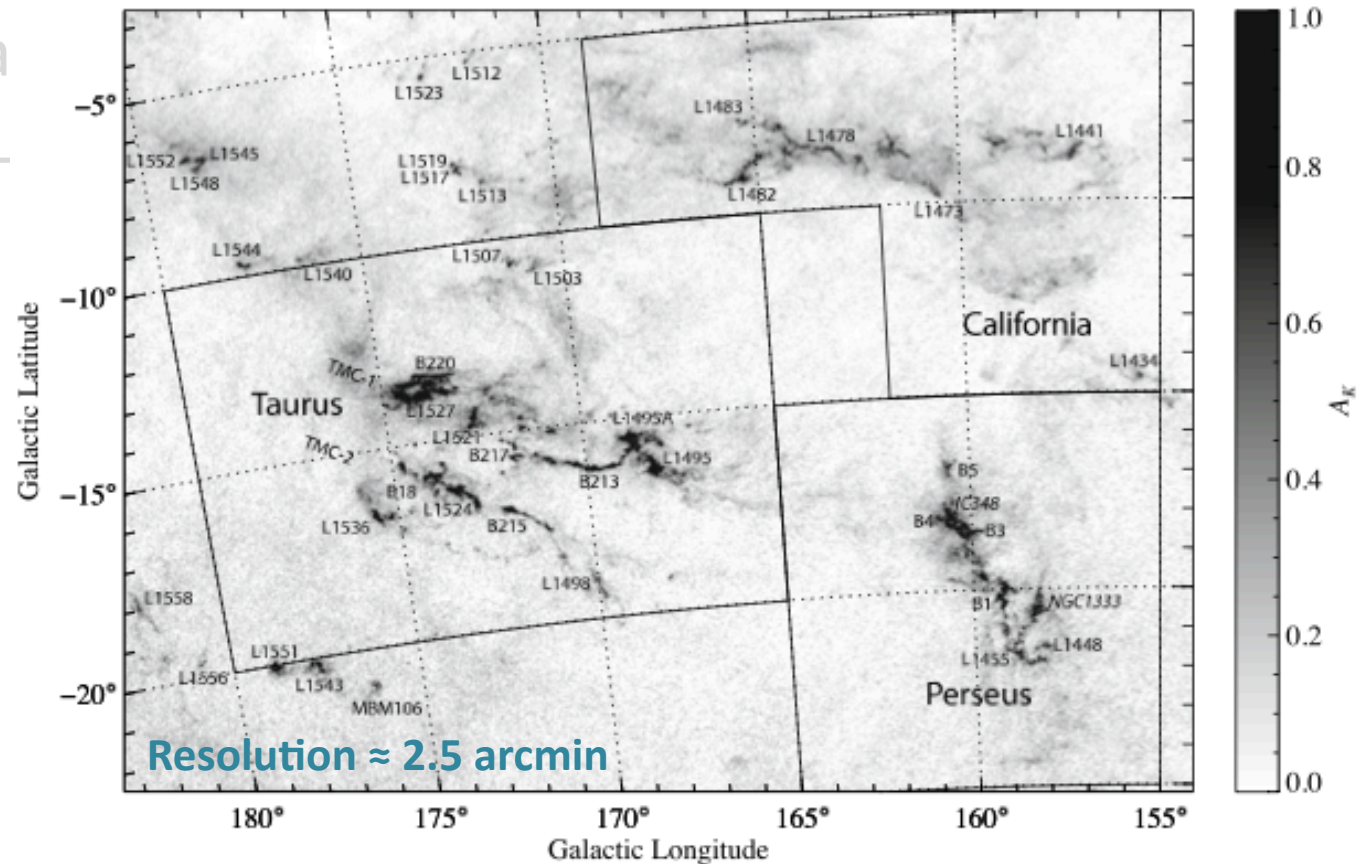 a
L1512
L1523
−5°
L1483
L1478
L1441
L1552
L1545
L1548
L1519
L1517
L1513
L1482
L1473
L1544
L1540
L1507
L1503
−10°
California
L1434
TMC-1
B220
Taurus
L1527
L1495A
L1521
TMC-2
B217
L1495
B213
B5
−15°
B18
L1524
IC348
B4
B3
L1536
B215
L1498
L1558
B1
NGC1333
L1551
L1448
L1455
L1556
L1543
−20°
MBM106
Perseus
Resolution ≈ 2.5 arcmin
180°
175°
170°
165°
160°
155°
Galactic Longitude
Galactic Latitude
1.0
0.8
0.6
0.4
0.2
0.0
A_K